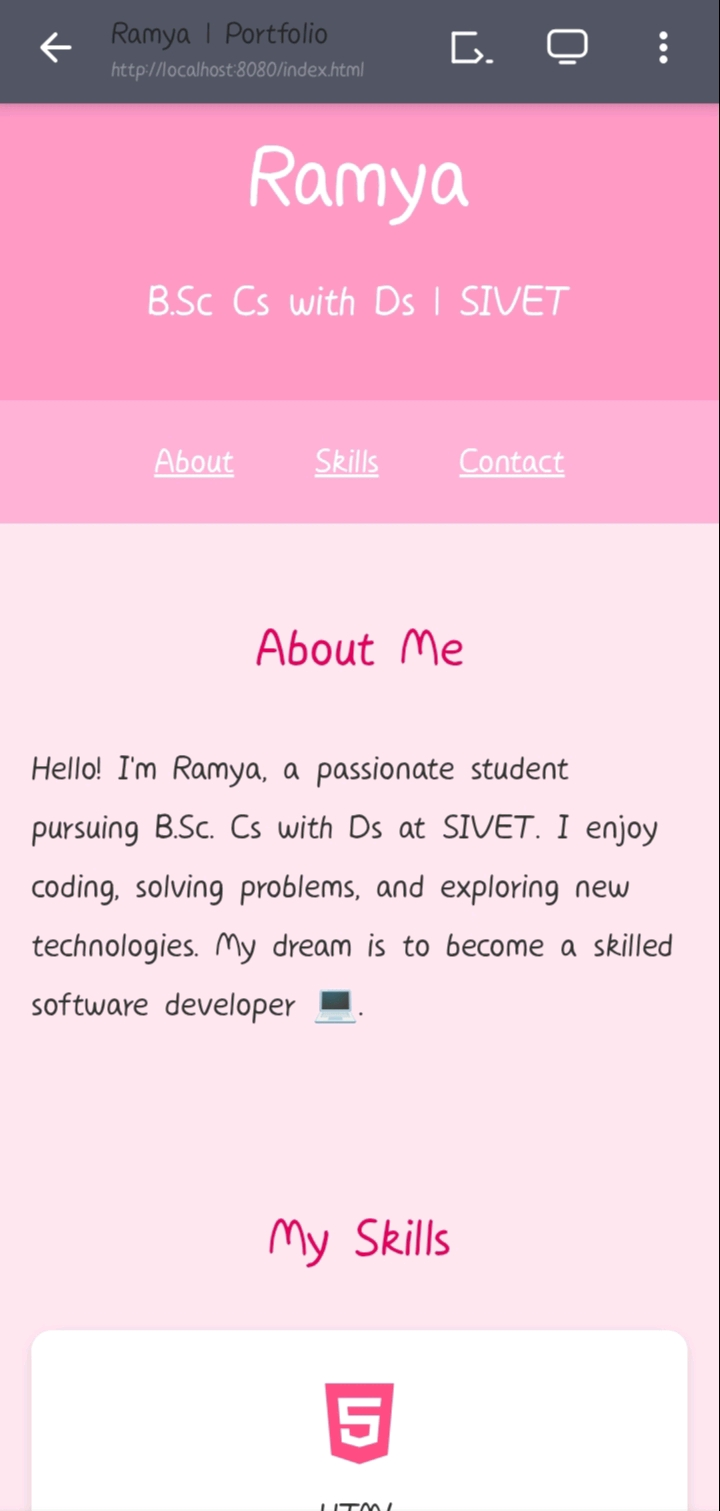 Ramya | Portfolio
http://localhost:8080/index.html
Ramya
B.Sc Cs with Ds | SIVET
About Skills Contact
About Me
Hello! I'm Ramya, a passionate student
pursuing B.Sc. Cs with Ds at SIVET. I enjoy
coding, solving problems, and exploring new
technologies. My dream is to become a skilled
software developer 💻.
My Skills
HTML